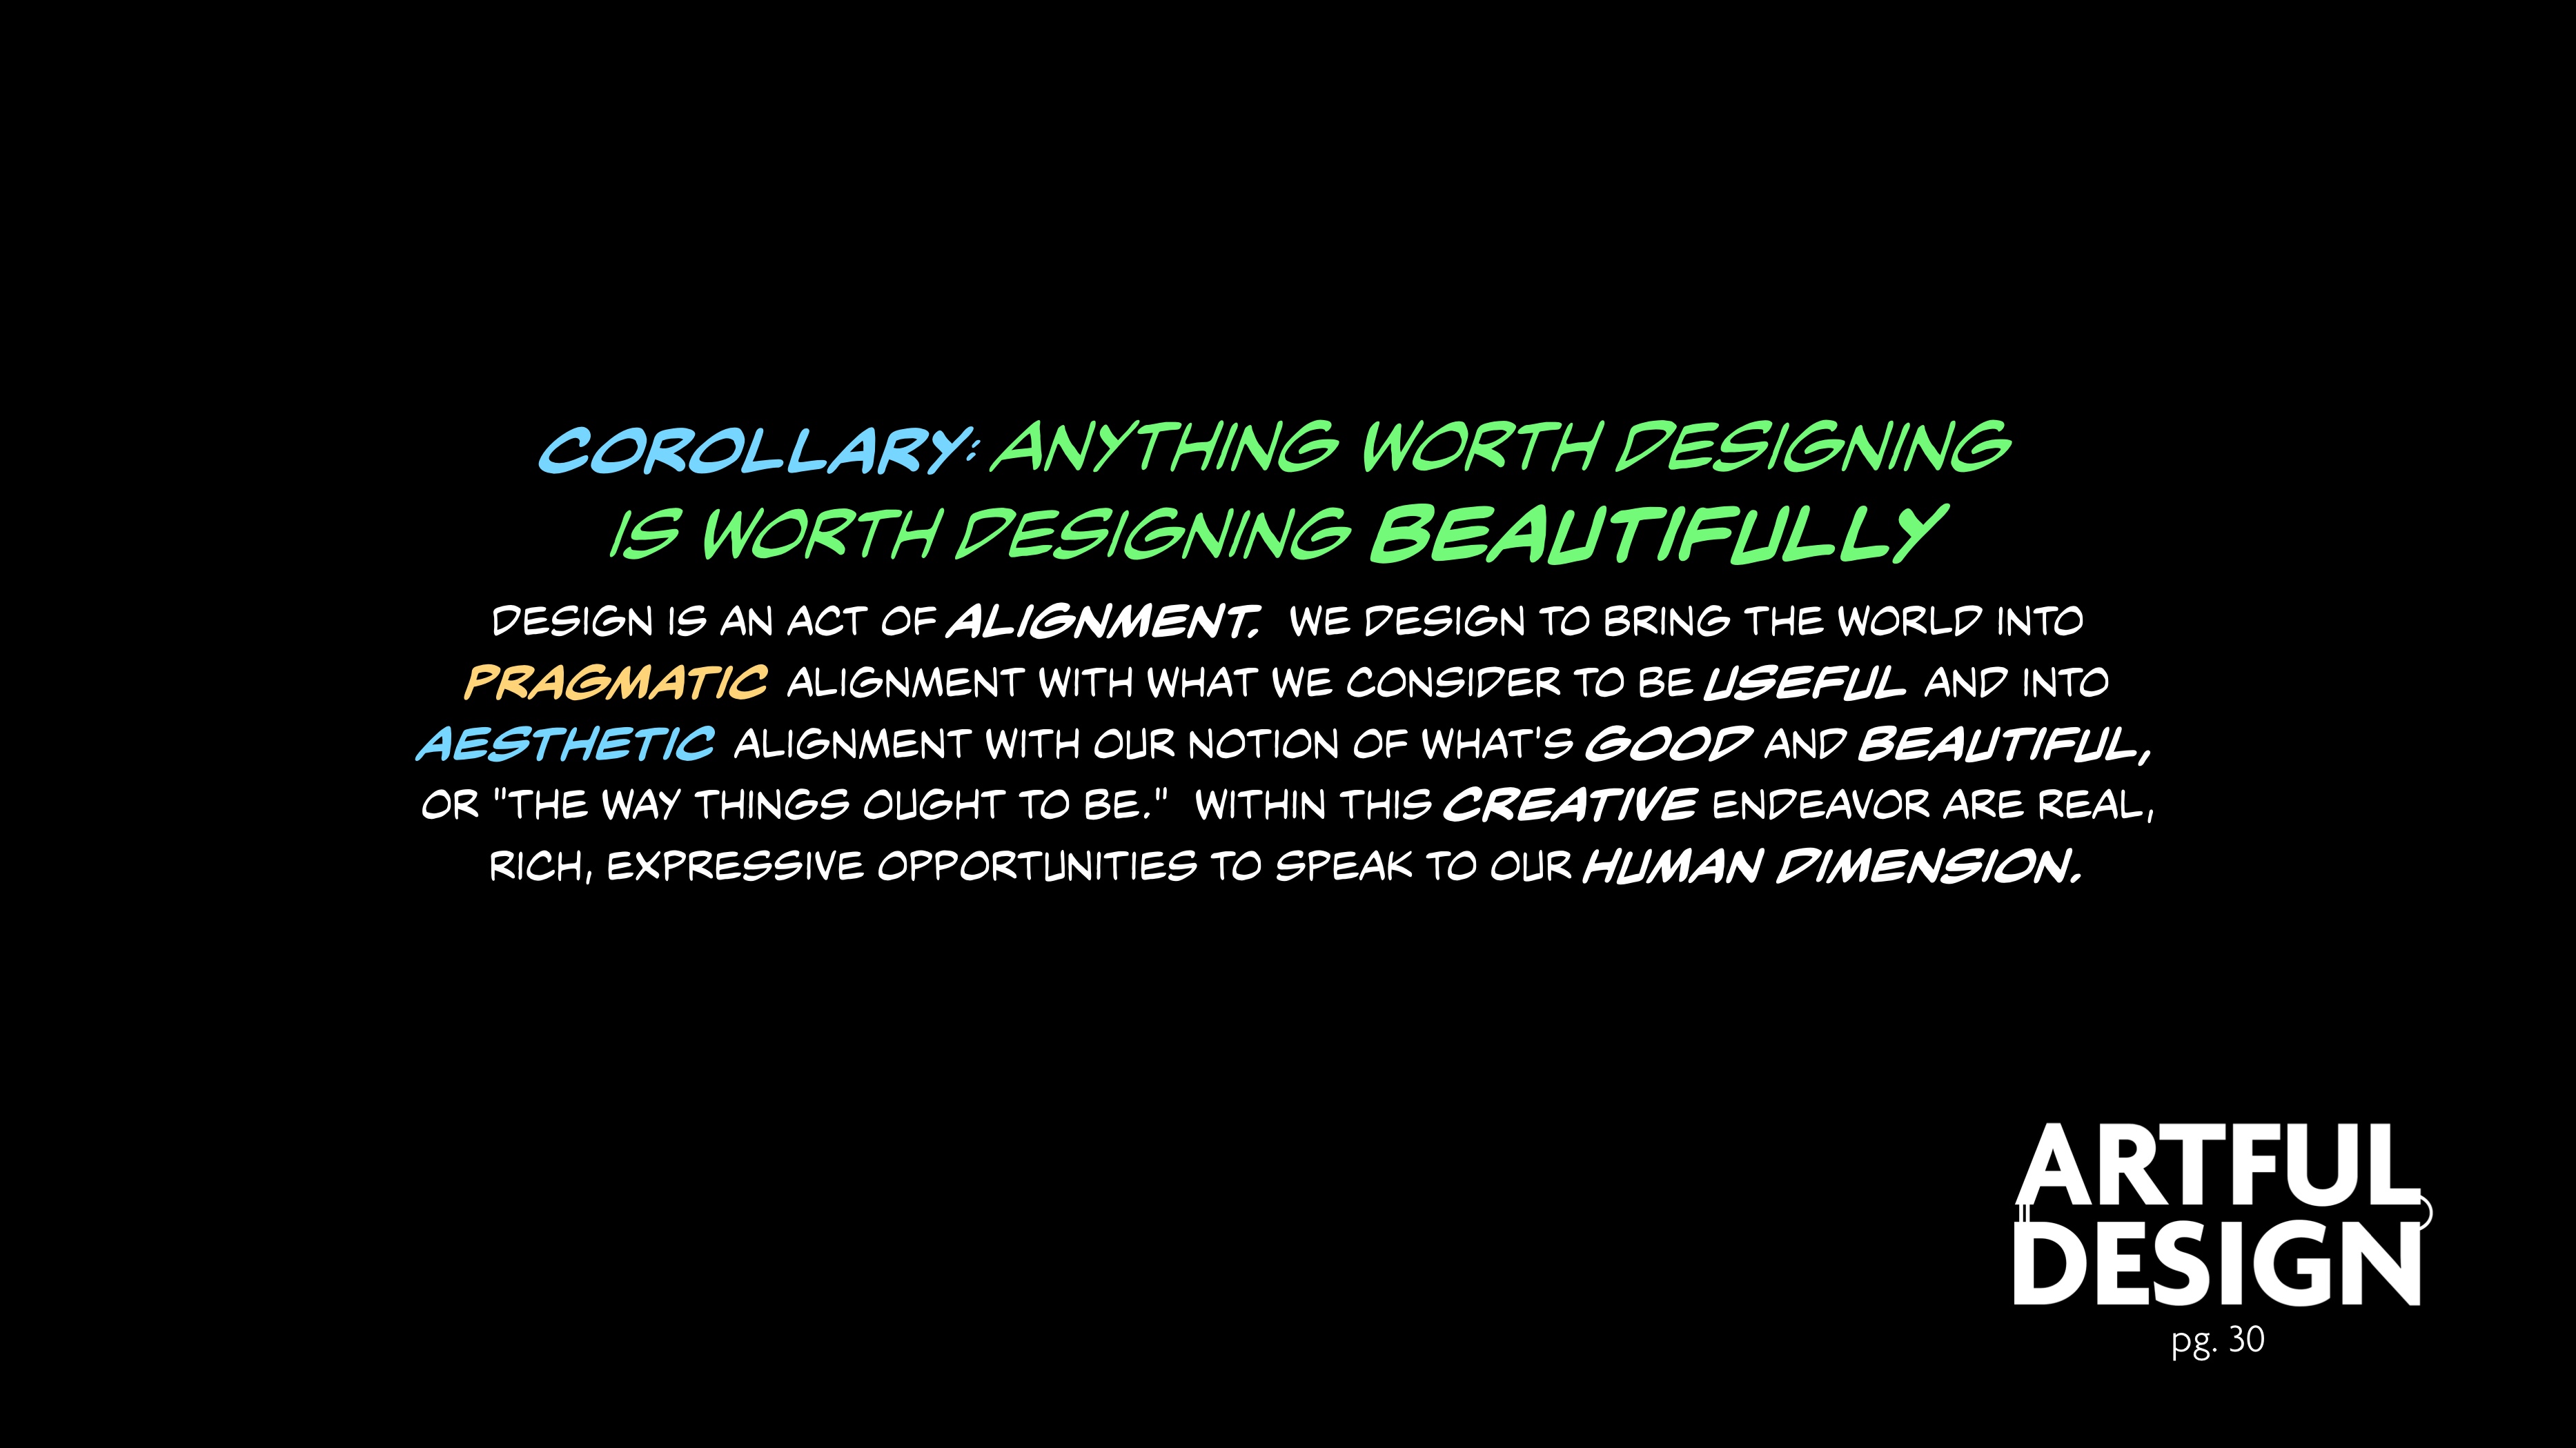 COROLLARY: ANYTHING WORTH DESIGNING
IS WORTH DESIGNING BEAUTIFULLY
DESIGN IS AN ACT OF ALIGNMENT. WE DESIGN TO BRING THE WORLD INTO
PRAGMATIC ALIGNMENT WITH WHAT WE CONSIDER TO BE USEFUL AND INTO
AESTHETIC ALIGNMENT WITH OUR NOTION OF WHAT'S GOOD AND BEAUTIFUL,
OR "THE WAY THINGS OUGHT TO BE." WITHIN THIS CREATIVE ENDEAVOR ARE REAL,
RICH, EXPRESSIVE OPPORTUNITIES TO SPEAK TO OUR HUMAN DIMENSION.
ARTFUL
DESIGN
pg. 30